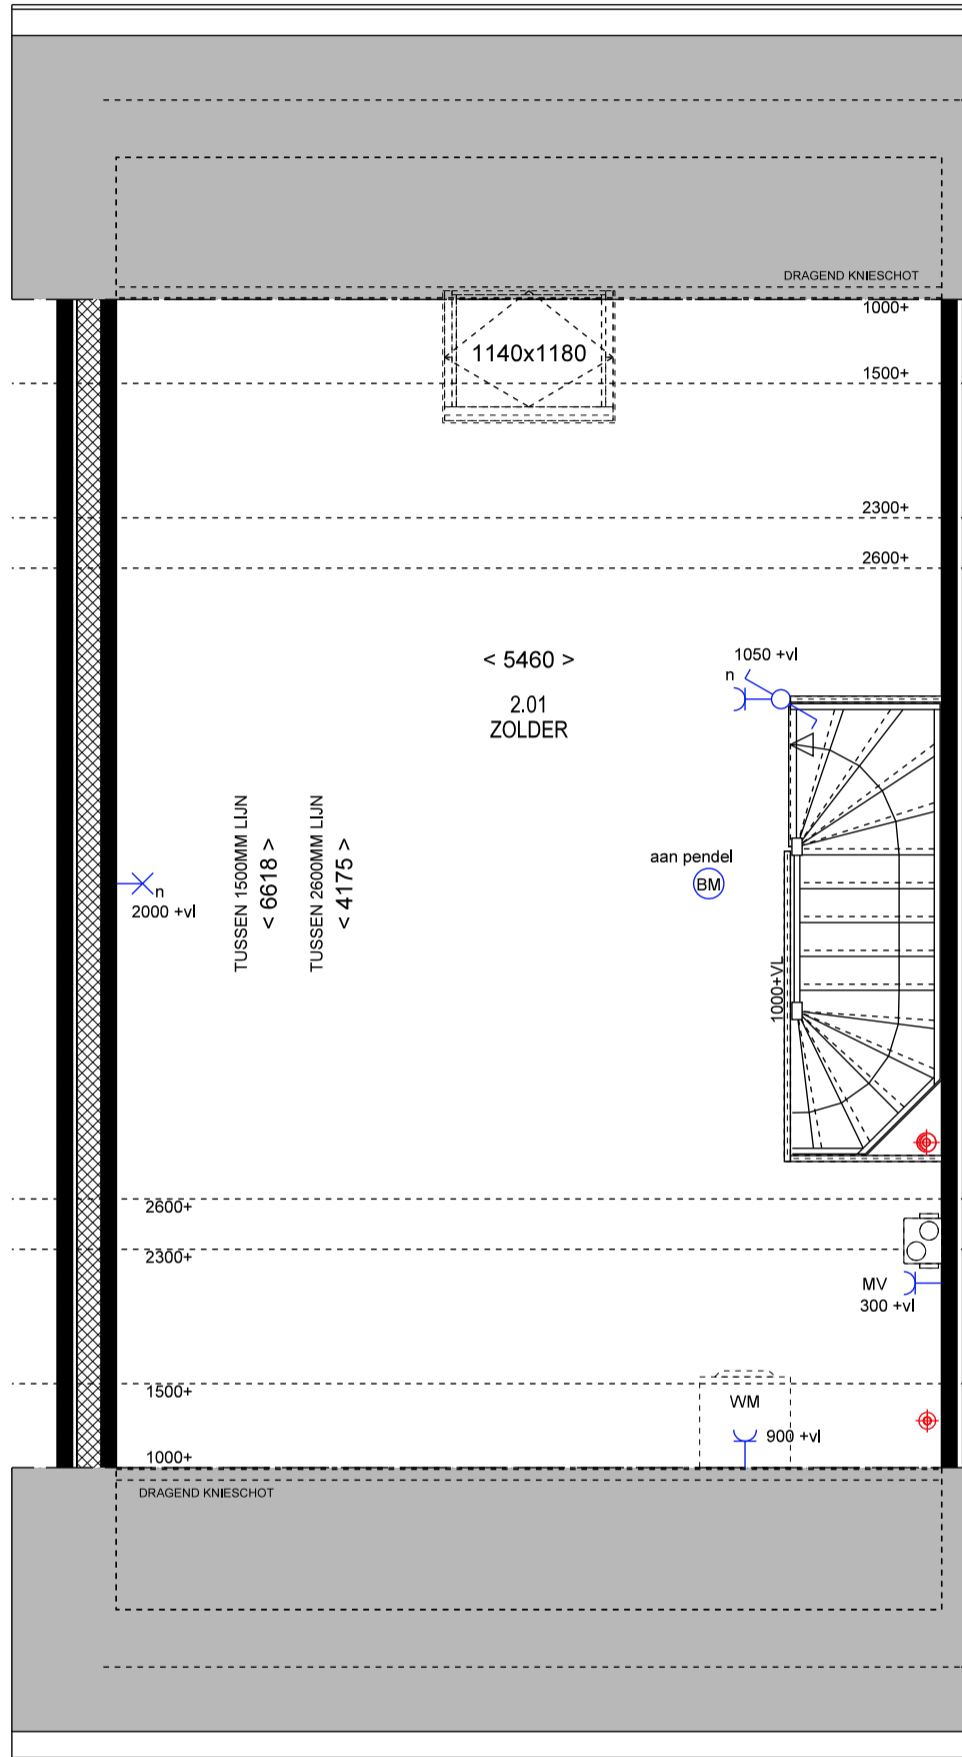 DRAGEND KNIESCHOT
1000+
1140x1180
1500+
2300+
2600+
< 5460 >
1050 +vl
n
2.01
ZOLDER
TUSSEN 1500MM LIJN
< 6618 >
TUSSEN 2600MM LIJN
< 4175 >
aan pendel
BM
n
2000 +vl
1000+VL
2600+
2300+
MV
300 +vl
1500+
WM
900 +vl
1000+
DRAGEND KNIESCHOT